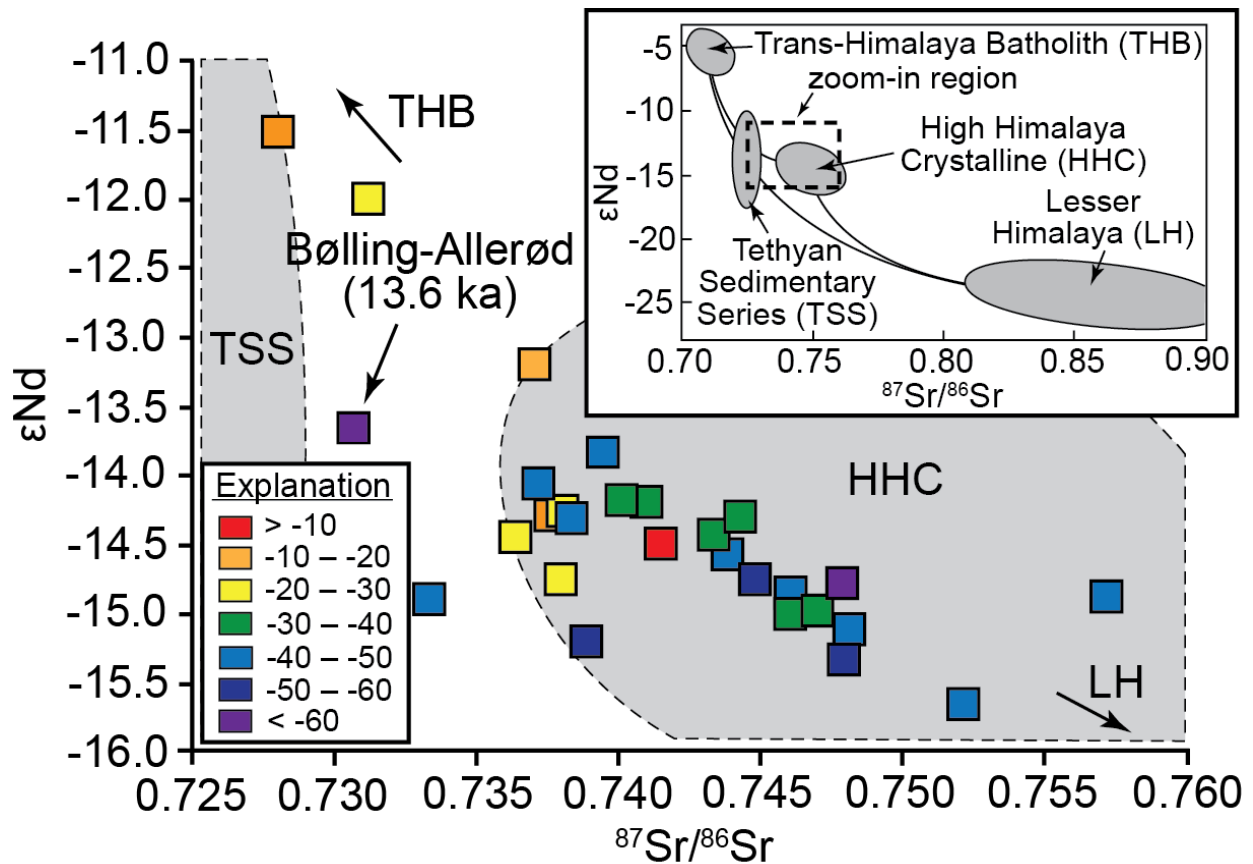 -11.0
-11.5
-12.0
-12.5
-13.0
-13.5
-14.0
-14.5
-15.0
-15.5
-16.0
εNd
THB
Bølling-Allerød
(13.6 ka)
TSS
HHC
LH
Explanation
> -10
-10 – -20
-20 – -30
-30 – -40
-40 – -50
-50 – -60
< -60
0.725 0.730 0.735 0.740 0.745 0.750 0.755 0.760
⁸⁷Sr/⁸⁶Sr
-5
-10
-15
-20
-25
εNd
Trans-Himalaya Batholith (THB)
zoom-in region
High Himalaya
Crystalline (HHC)
Lesser
Himalaya (LH)
Tethyan
Sedimentary
Series (TSS)
0.70 0.75 0.80 0.85 0.90
⁸⁷Sr/⁸⁶Sr